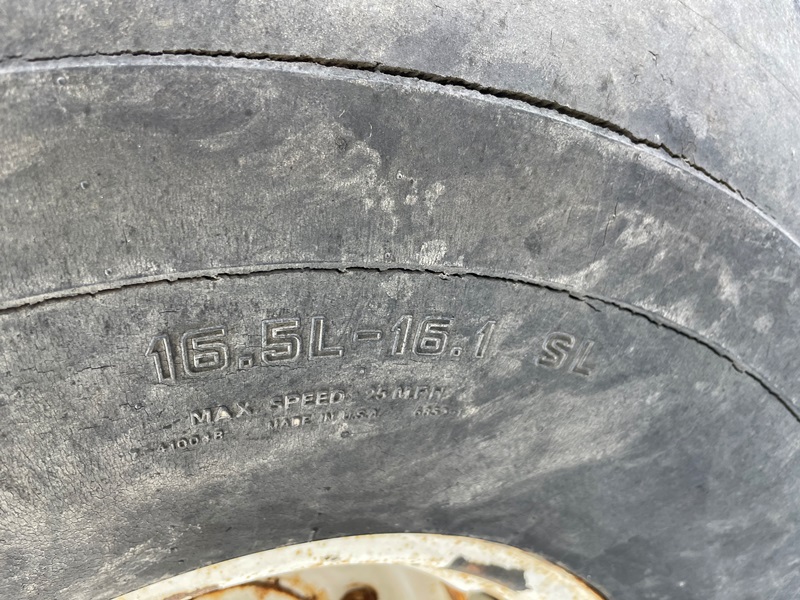 16.5L-16.1 SL
MAX SPEED 25 MPH
MADE IN U.S.A.